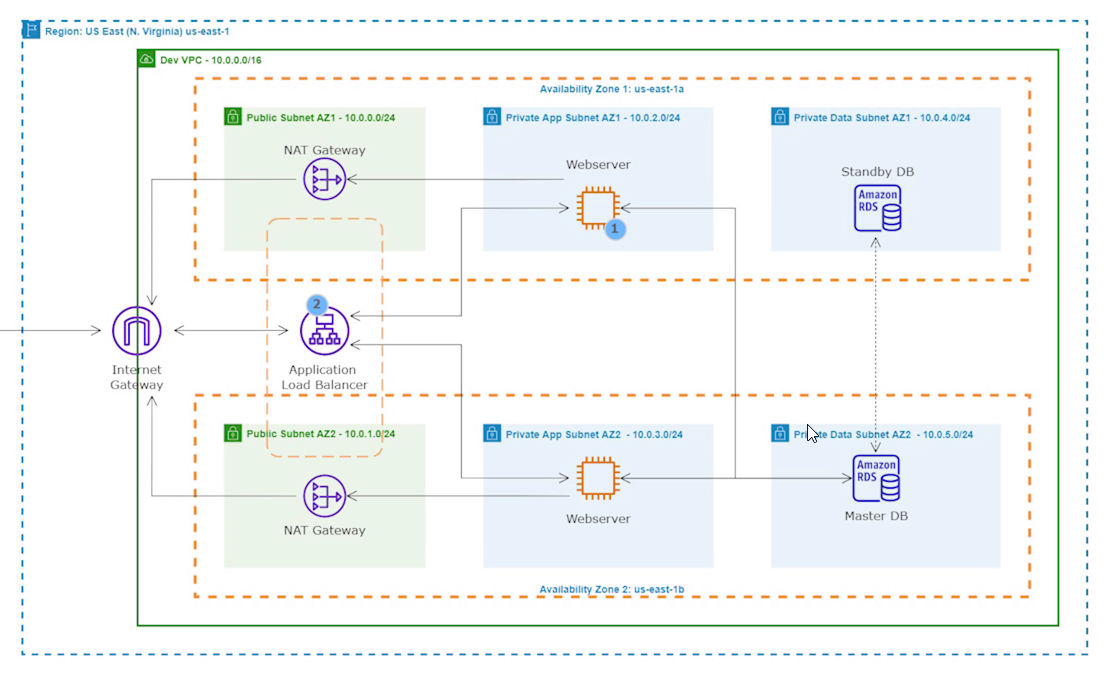 Region: US East (N. Virginia) us-east-1
Dev VPC - 10.0.0.0/16
Availability Zone 1: us-east-1a
Public Subnet AZ1 - 10.0.0.0/24
Private App Subnet AZ1 - 10.0.2.0/24
Private Data Subnet AZ1 - 10.0.4.0/24
NAT Gateway
Webserver
Standby DB
Amazon
RDS
1
2
Internet
Gateway
Application
Load Balancer
Public Subnet AZ2 - 10.0.1.0/24
Private App Subnet AZ2 - 10.0.3.0/24
Private Data Subnet AZ2 - 10.0.5.0/24
Amazon
RDS
NAT Gateway
Webserver
Master DB
Availability Zone 2: us-east-1b